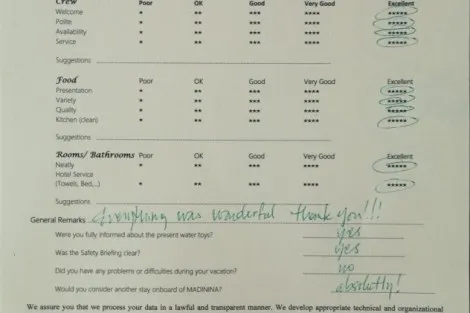 Crew Poor OK Good Very Good Excellent
Welcome * ** *** **** *****
Polite * ** *** **** *****
Availability * ** *** **** *****
Service * ** *** **** *****
Suggestions:
Food Poor OK Good Very Good Excellent
Presentation * ** *** **** *****
Variety * ** *** **** *****
Quality * ** *** **** *****
Kitchen (clean) * ** *** **** *****
Suggestions:
Rooms/ Bathrooms Poor OK Good Very Good Excellent
Neatly * ** *** **** *****
Hotel Service
(Towels, Bed,...) * ** *** **** *****
Suggestions:
General Remarks Everything was wonderful thank you!!!
Were you fully informed about the present water toys? yes
Was the Safety Briefing clear? yes
Did you have any problems or difficulties during your vacation? no
Would you consider another stay onboard of MADININA? absolutly!
We assure you that we process your data in a lawful and transparent manner. We develop appropriate technical and organizational